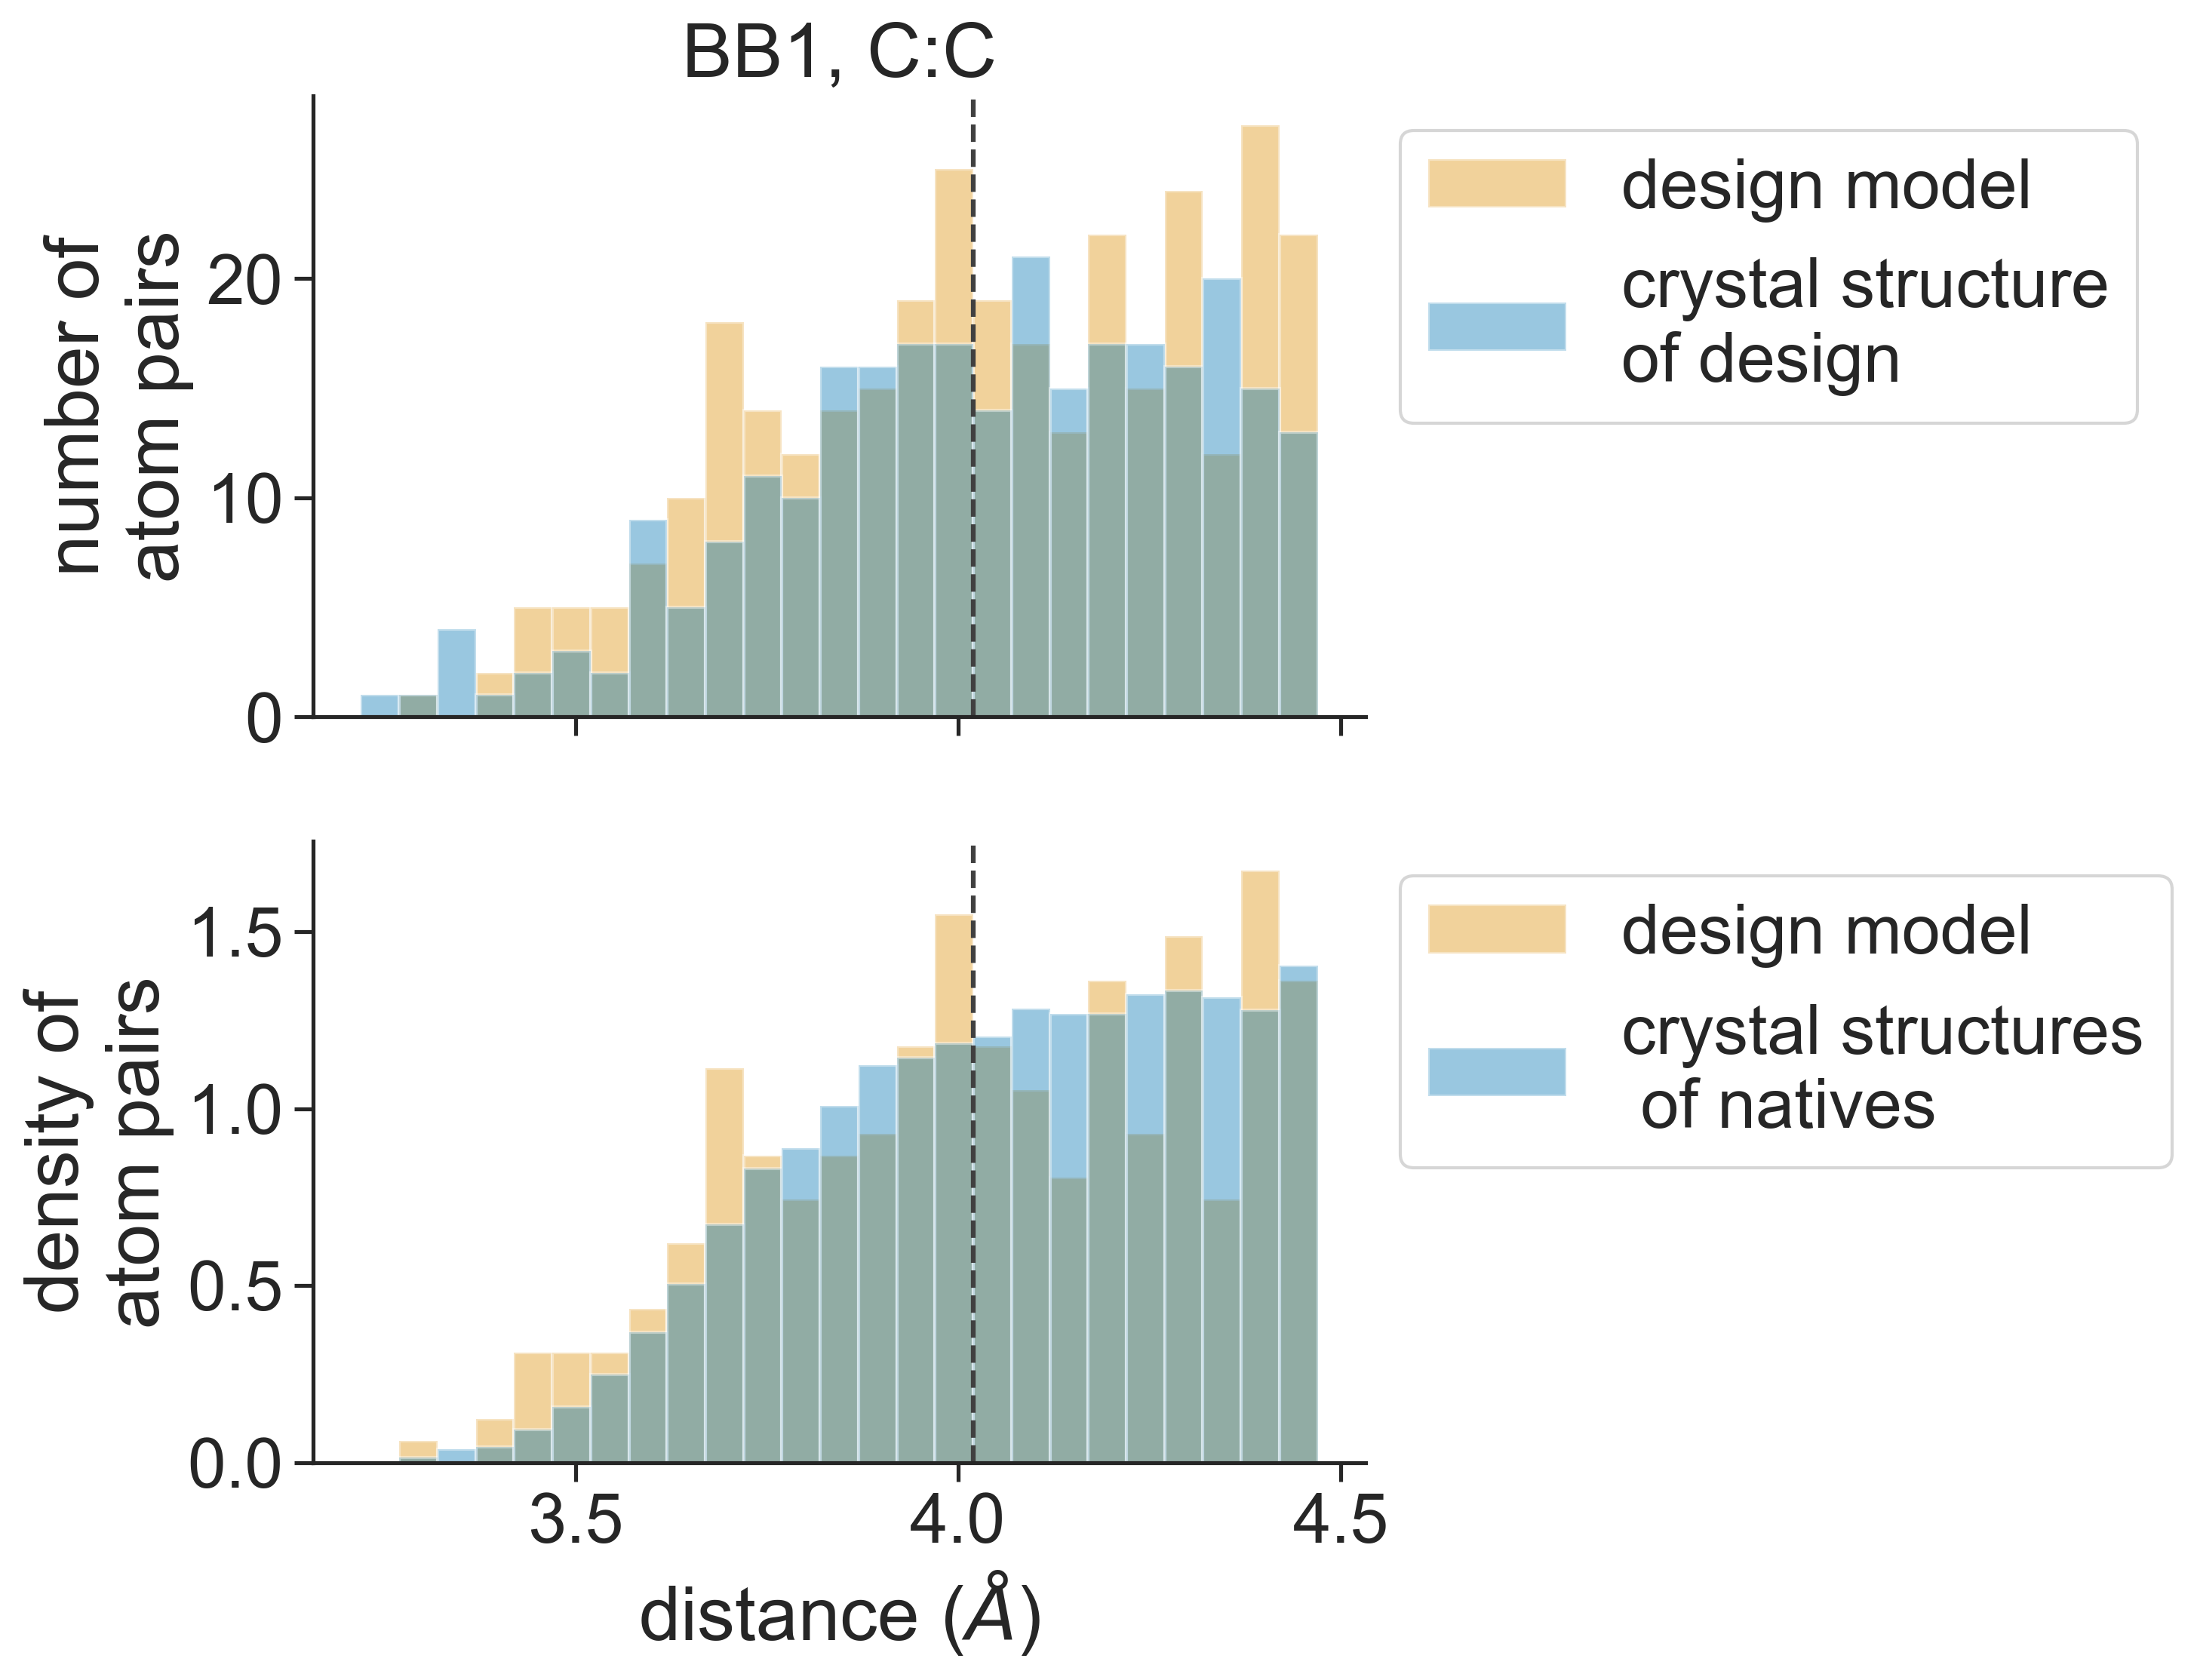 BB1, C:C
number of
atom pairs
20
10
0
design model
crystal structure
of design
density of
atom pairs
1.5
1.0
0.5
0.0
3.5
4.0
4.5
distance (Å)
design model
crystal structures
of natives